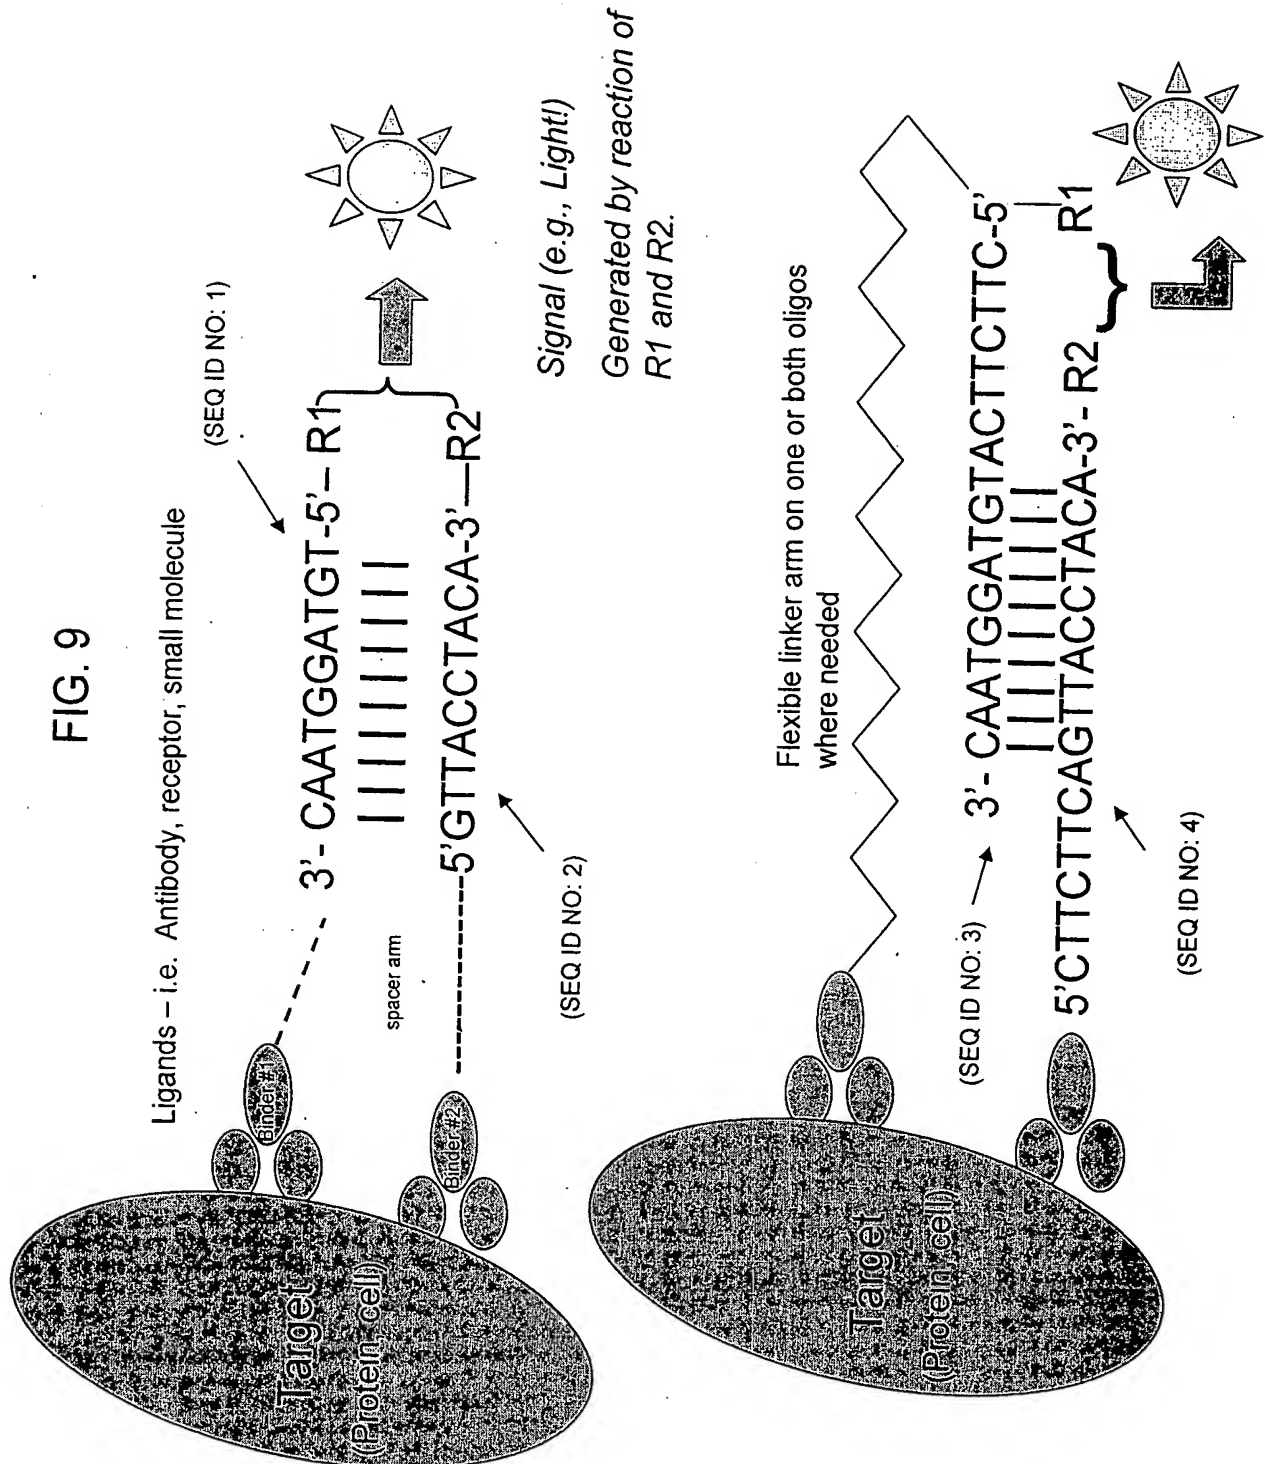 FIG. 9
Ligands – i.e. Antibody, receptor, small molecule
(SEQ ID NO: 1)
Binder #1
3'- CAATGGATGT-5'– R1
spacer arm
Binder #2
5'GTTACCTACA-3'—R2
(SEQ ID NO: 2)
Target
(Protein, cell)
Signal (e.g., Light!)
Generated by reaction of
R1 and R2.
Flexible linker arm on one or both oligos
where needed
(SEQ ID NO: 3)
3'- CAATGGATGTACTTCTTC-5'
R1
5'CTTCTTCAGTTACCTACA-3'- R2
(SEQ ID NO: 4)
Target
(Protein, cell)